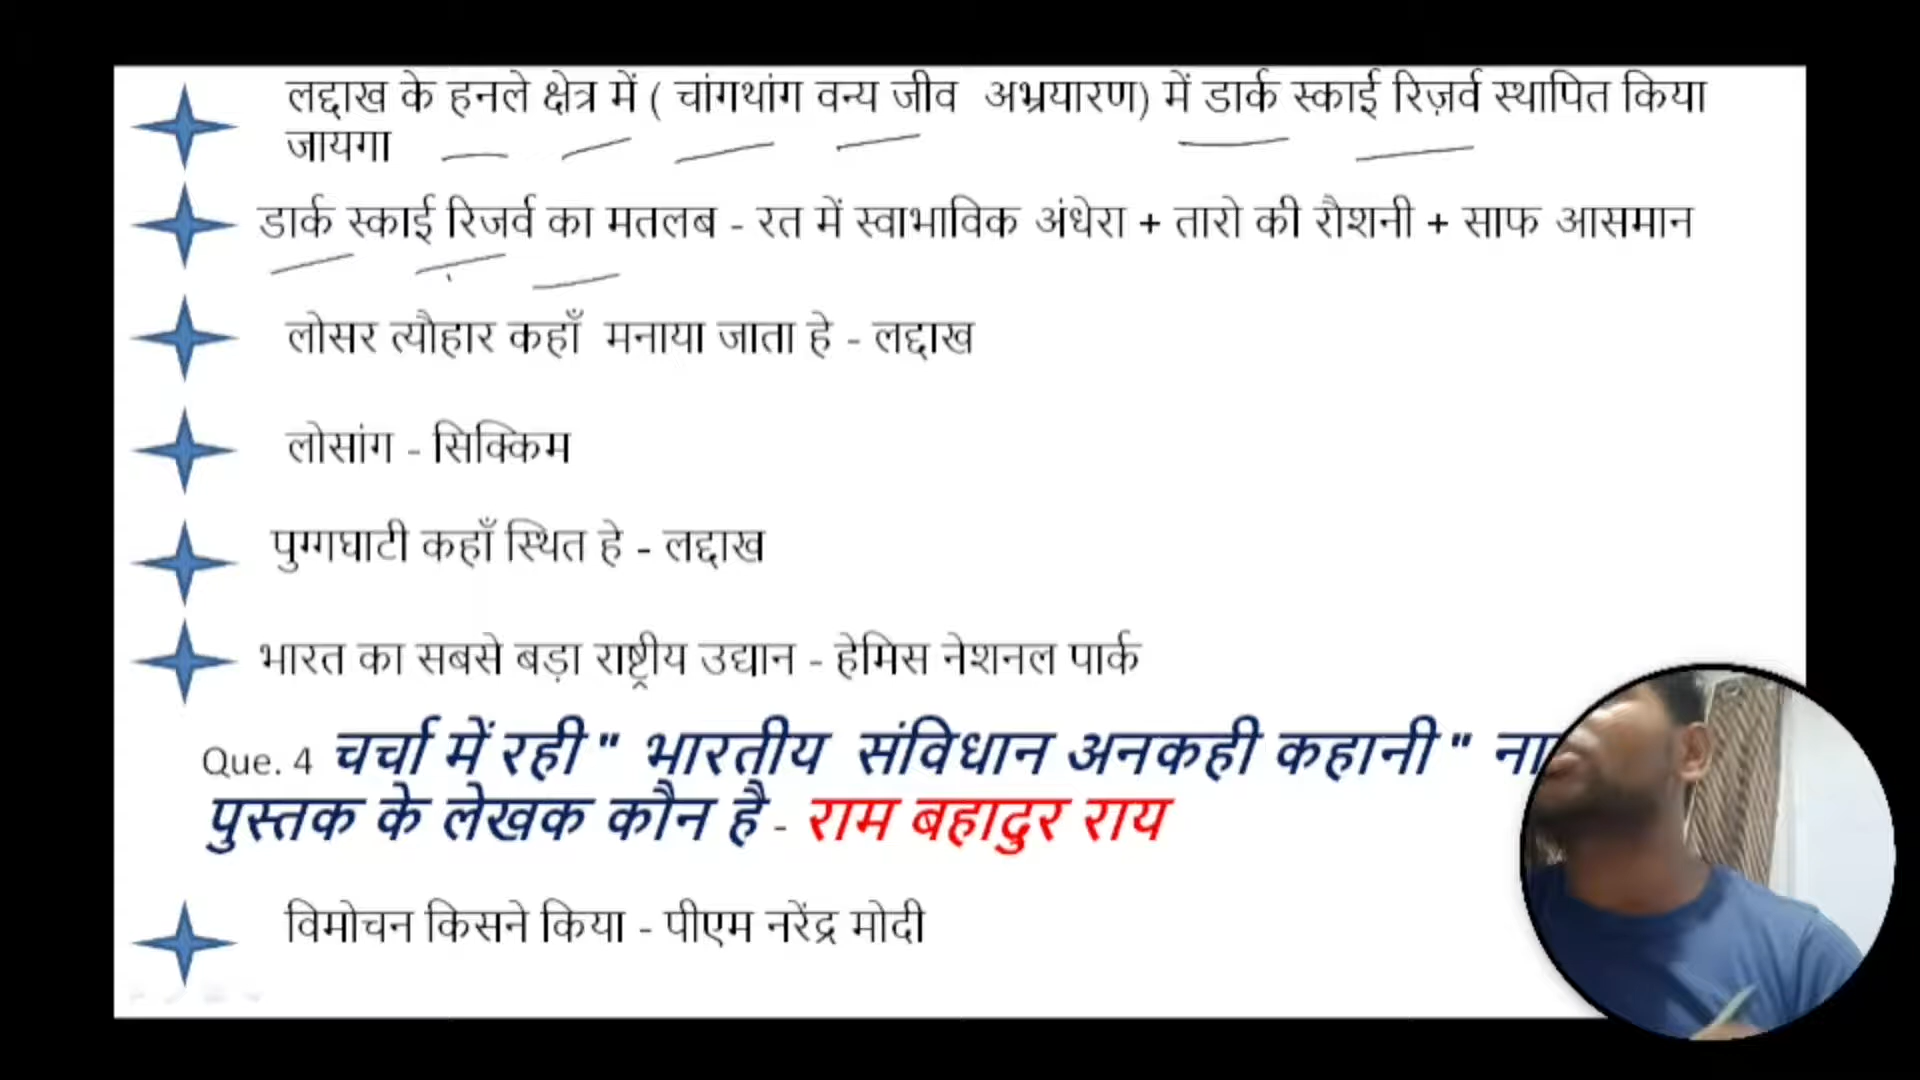 लद्दाख के हनले क्षेत्र में ( चांगथांग वन्य जीव अभ्रयारण) में डार्क स्काई रिज़र्व स्थापित किया
जायगा
डार्क स्काई रिजर्व का मतलब - रत में स्वाभाविक अंधेरा + तारो की रौशनी + साफ आसमान
लोसर त्यौहार कहाँ मनाया जाता हे - लद्दाख
लोसांग - सिक्किम
पुग्गघाटी कहाँ स्थित हे - लद्दाख
भारत का सबसे बड़ा राष्ट्रीय उद्यान - हेमिस नेशनल पार्क
Que. 4 चर्चा में रही " भारतीय संविधान अनकही कहानी "
पुस्तक के लेखक कौन है - राम बहादुर राय
विमोचन किसने किया - पीएम नरेंद्र मोदी